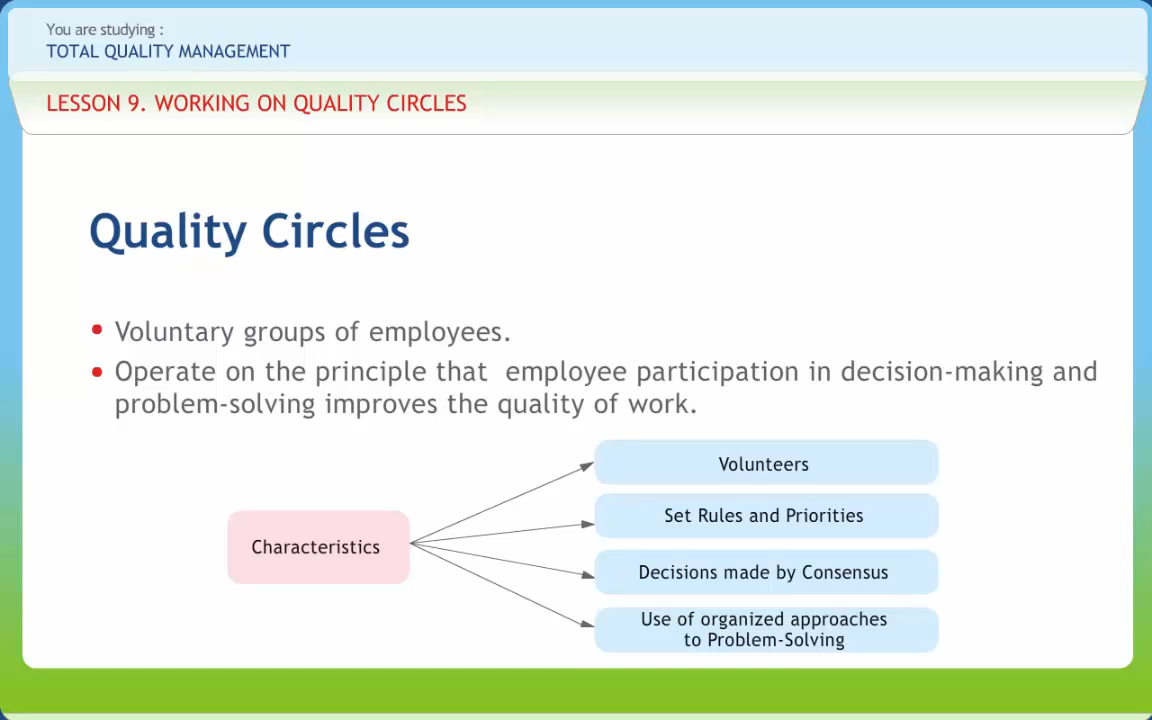 You are studying :
TOTAL QUALITY MANAGEMENT
LESSON 9. WORKING ON QUALITY CIRCLES
Quality Circles
• Voluntary groups of employees.
• Operate on the principle that employee participation in decision-making and
problem-solving improves the quality of work.
Characteristics
Volunteers
Set Rules and Priorities
Decisions made by Consensus
Use of organized approaches
to Problem-Solving